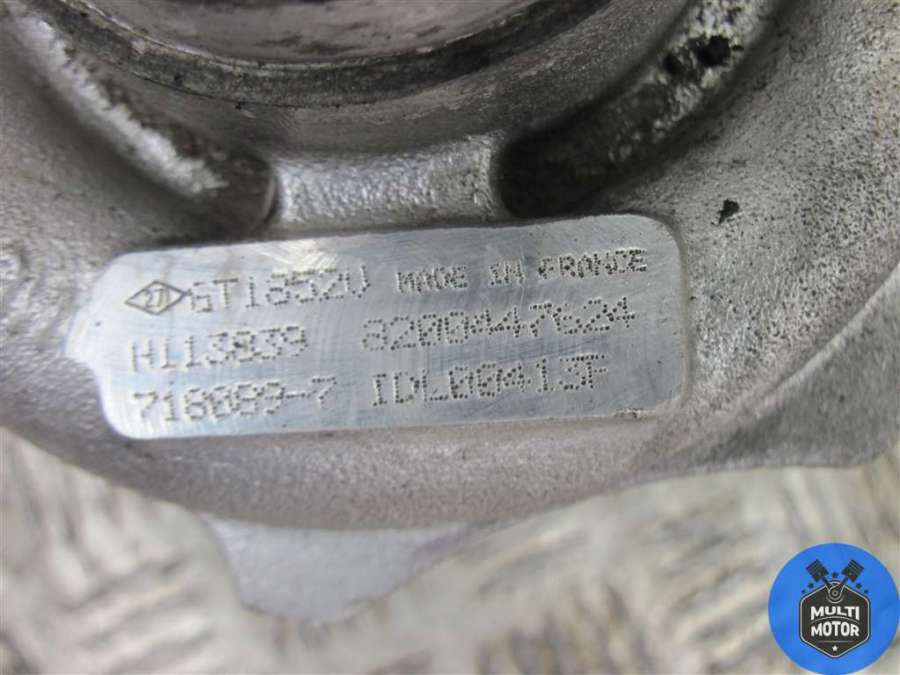 GT1852V MADE IN FRANCE
H113839 8200447624
718089-7 IDL00413F
MULTI
MOTOR